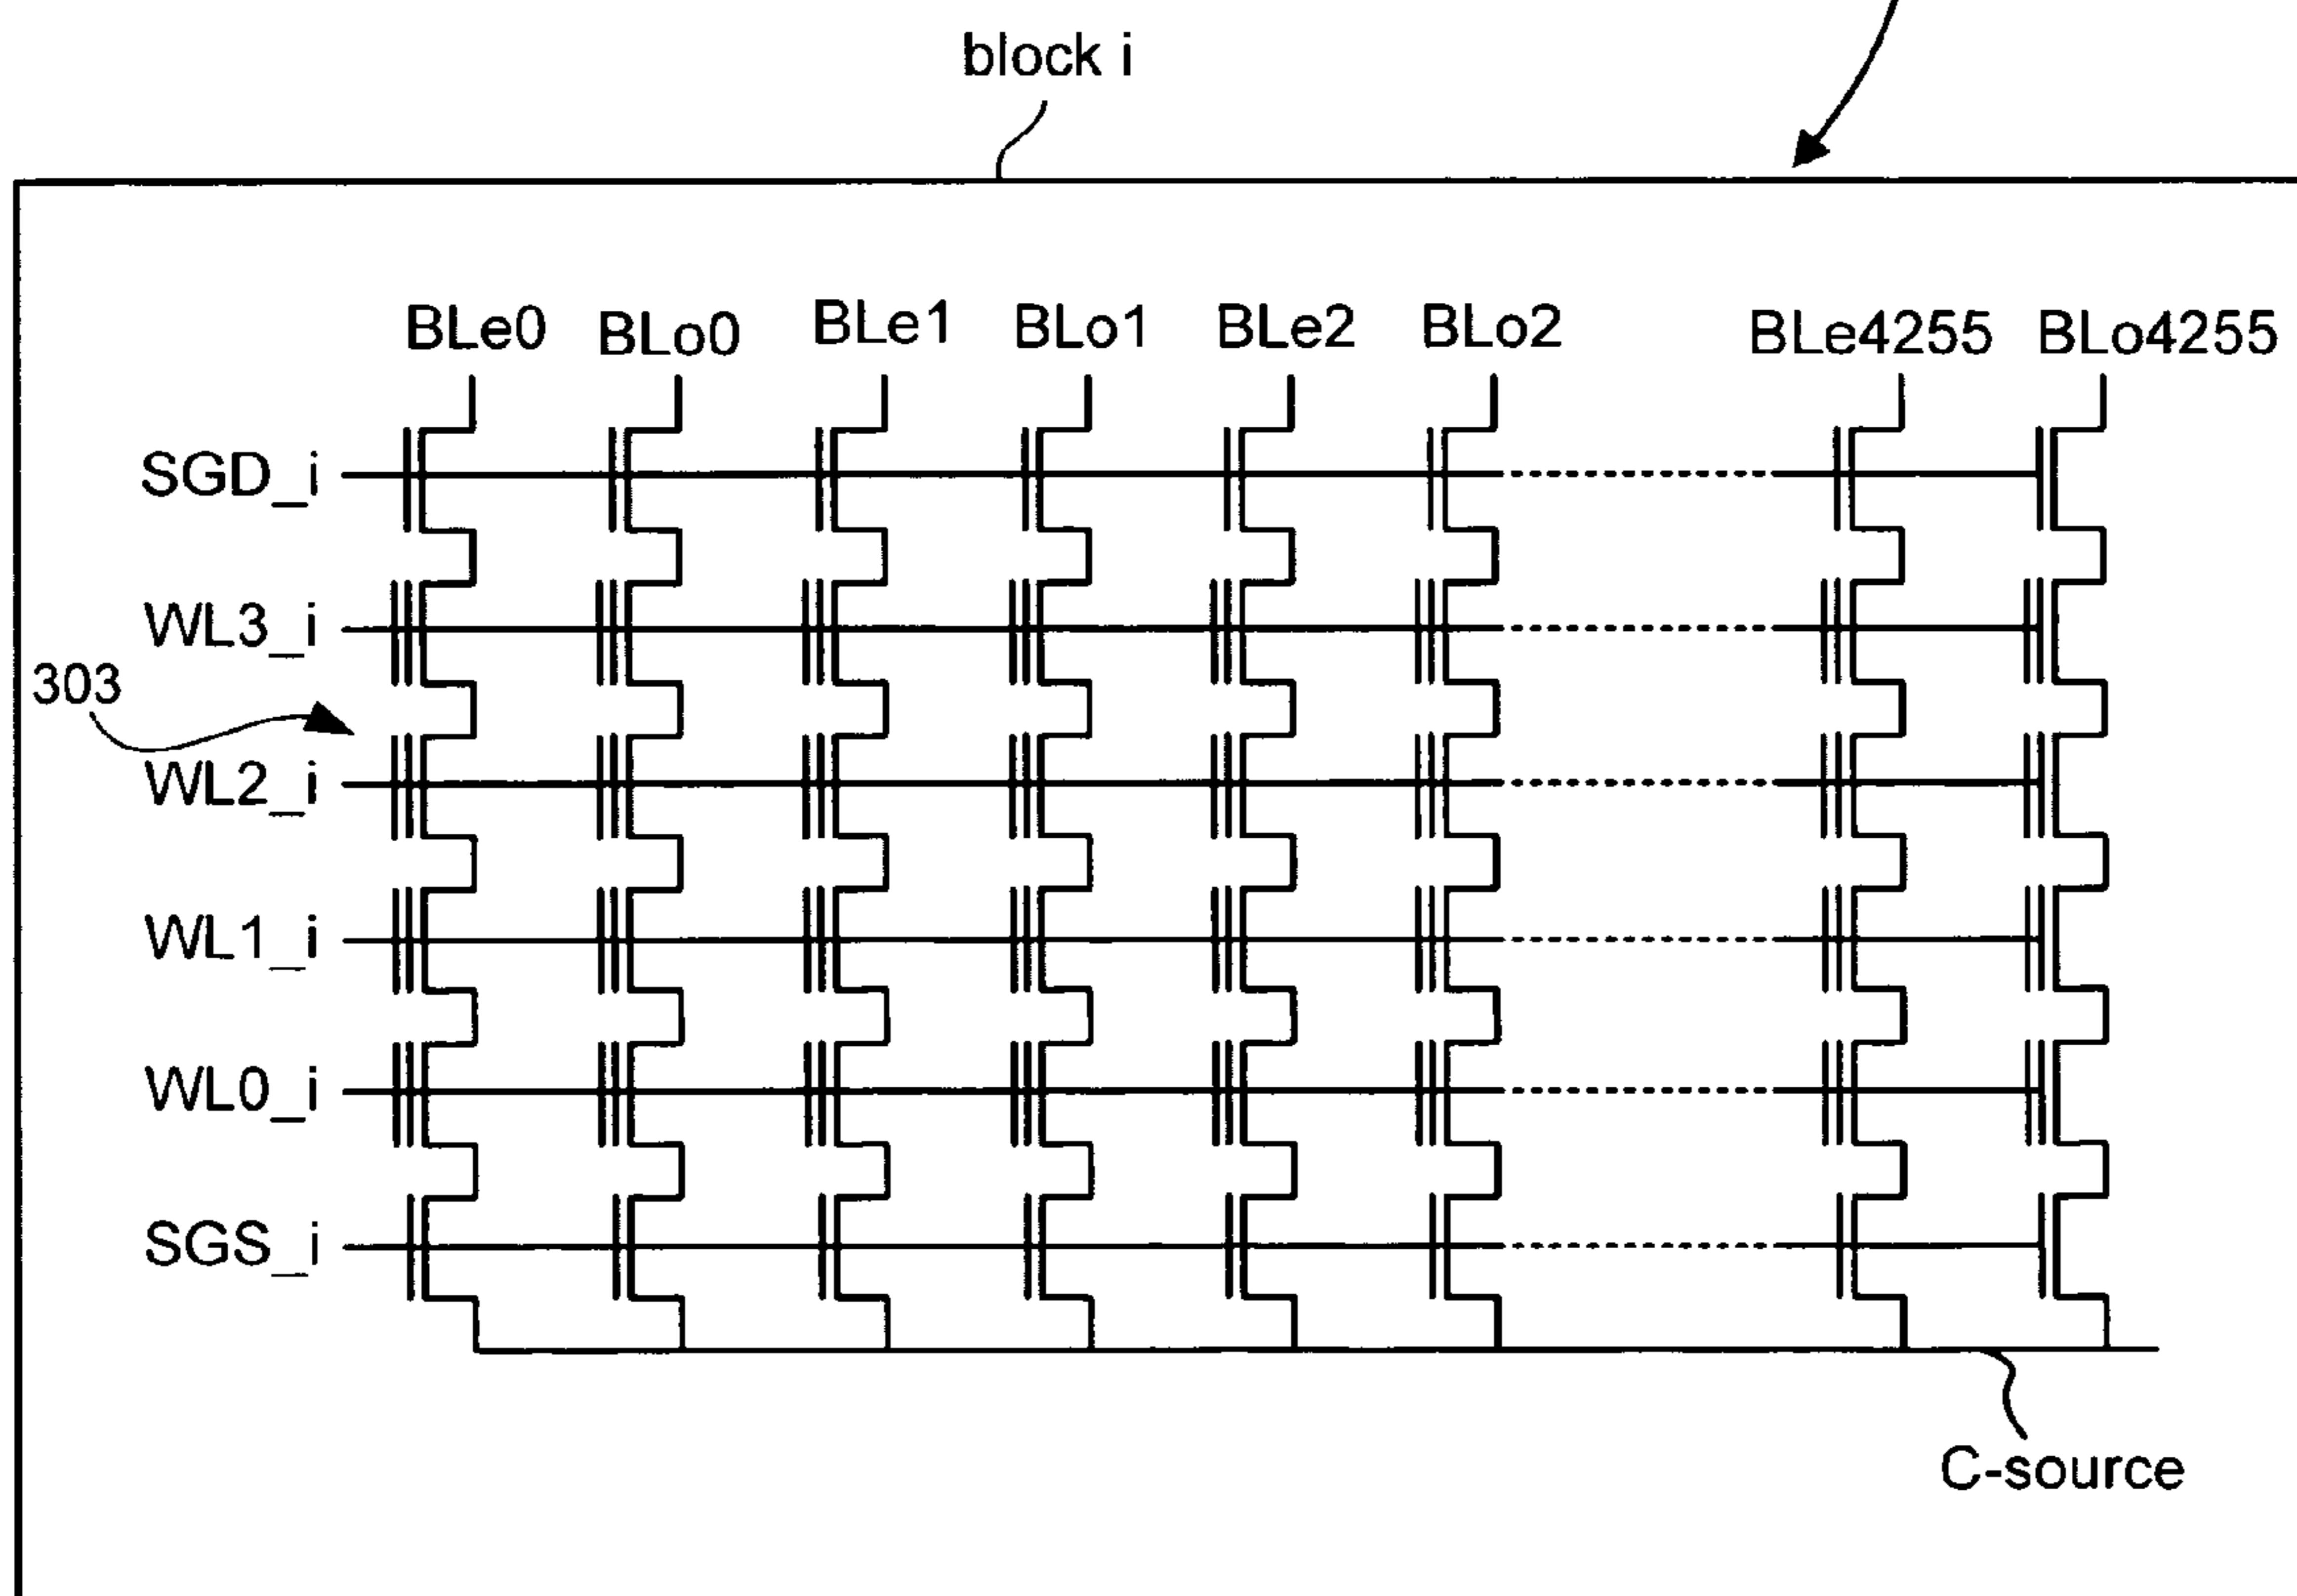 block i
BLe0 BLo0 BLe1 BLo1 BLe2 BLo2 BLe4255 BLo4255
SGD_i
WL3_i
303
WL2_i
WL1_i
WL0_i
SGS_i
C-source